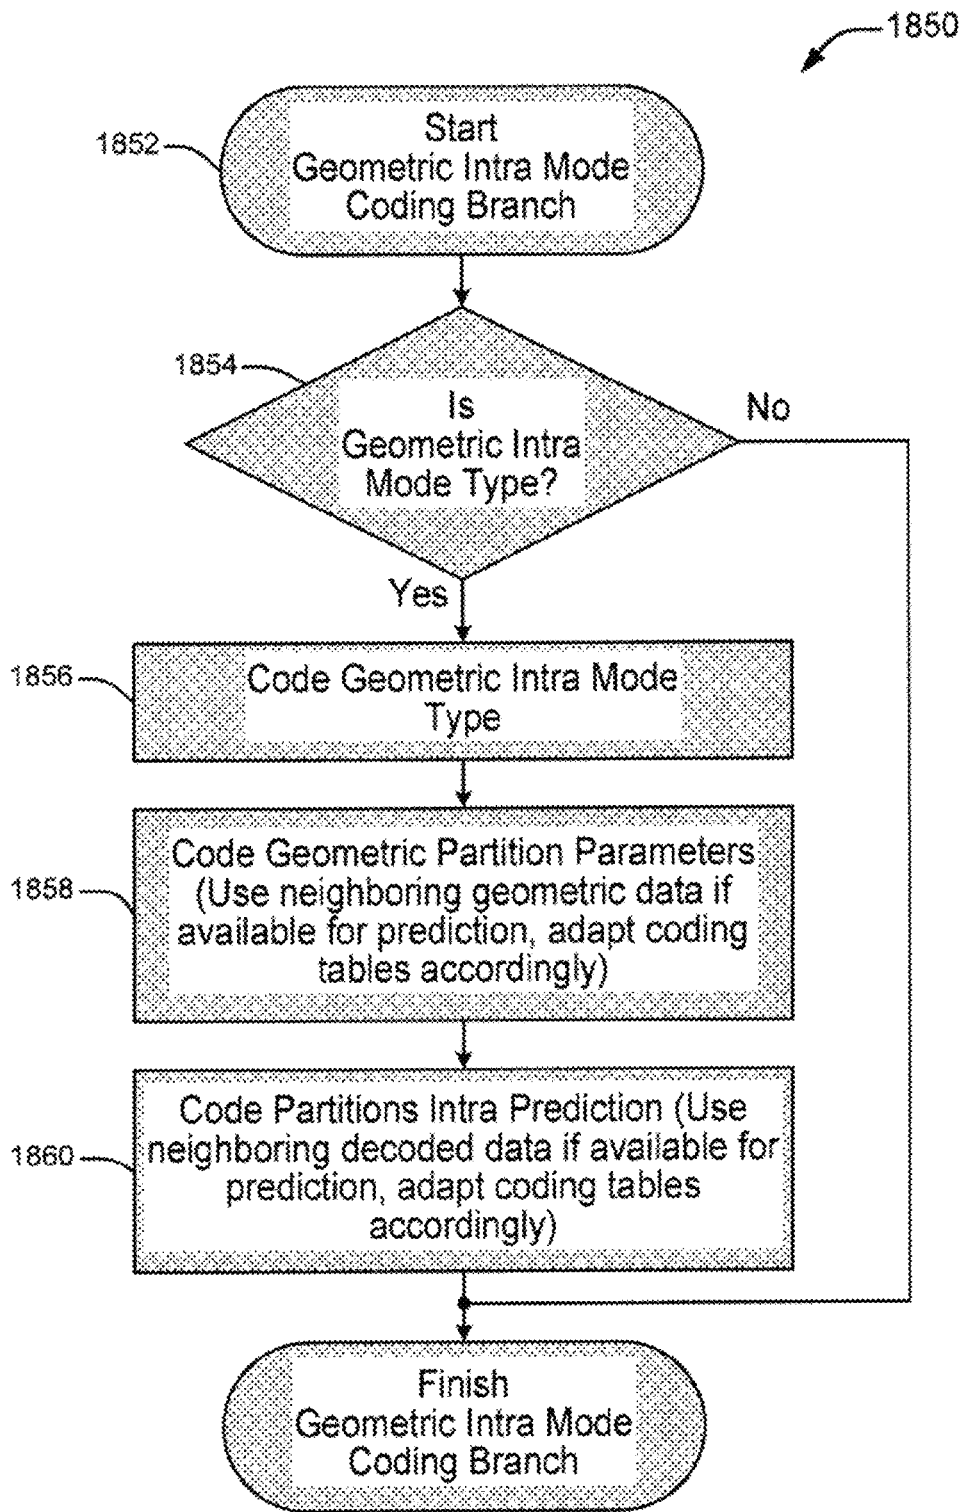 1850
1852
Start
Geometric Intra Mode
Coding Branch
1854
Is
Geometric Intra
Mode Type?
No
Yes
1856
Code Geometric Intra Mode
Type
1858
Code Geometric Partition Parameters
(Use neighboring geometric data if
available for prediction, adapt coding
tables accordingly)
1860
Code Partitions Intra Prediction (Use
neighboring decoded data if available for
prediction, adapt coding tables
accordingly)
Finish
Geometric Intra Mode
Coding Branch